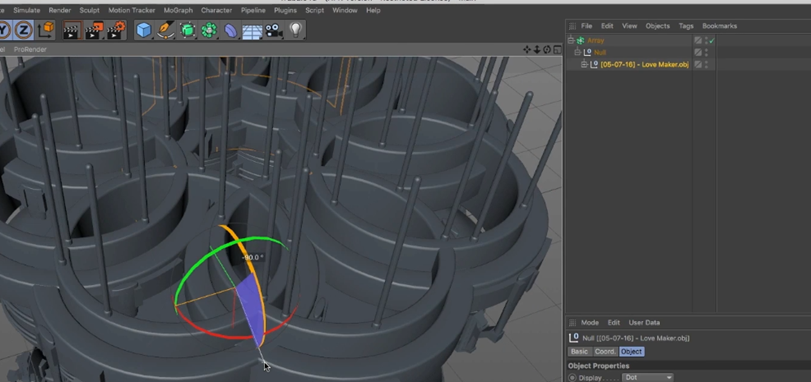 Simulate Render Sculpt Motion Tracker MoGraph Character Pipeline Plugins Script Window Help
Y Z
ProRender
File Edit View Objects Tags Bookmarks
Array
Null
[05-07-16] - Love Maker.obj
-90.0 °
Mode Edit User Data
Null [[05-07-16] - Love Maker.obj]
Basic Coord. Object
Object Properties
Display . . . . Dot